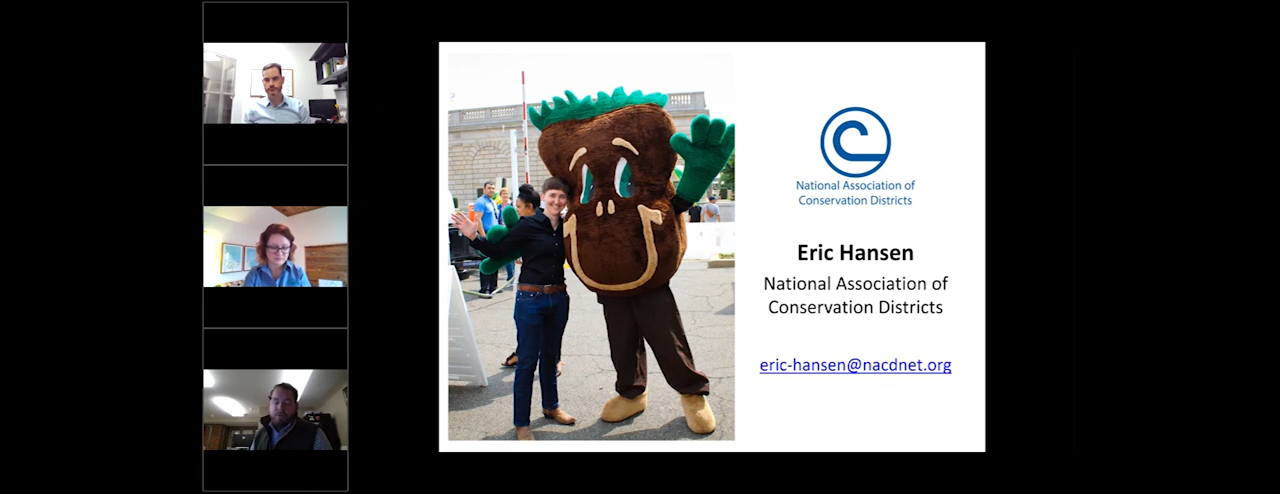 National Association of
Conservation Districts
Eric Hansen
National Association of
Conservation Districts
eric-hansen@nacdnet.org